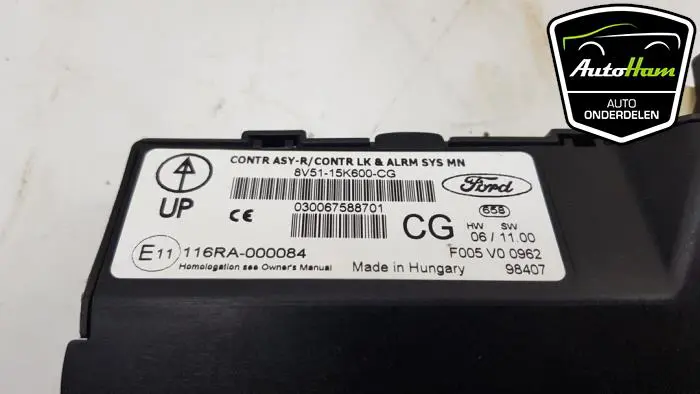 AutoHam
AUTO
ONDERDELEN
CONTR ASY-R/CONTR LK & ALRM SYS MN
8V51-15K600-CG
Ford
UP
CE
030067588701
CG
658
HW SW
06 / 11.00
E11 116RA-000084
Homologation see Owner's Manual
Made in Hungary
F005 V0 0962
98407